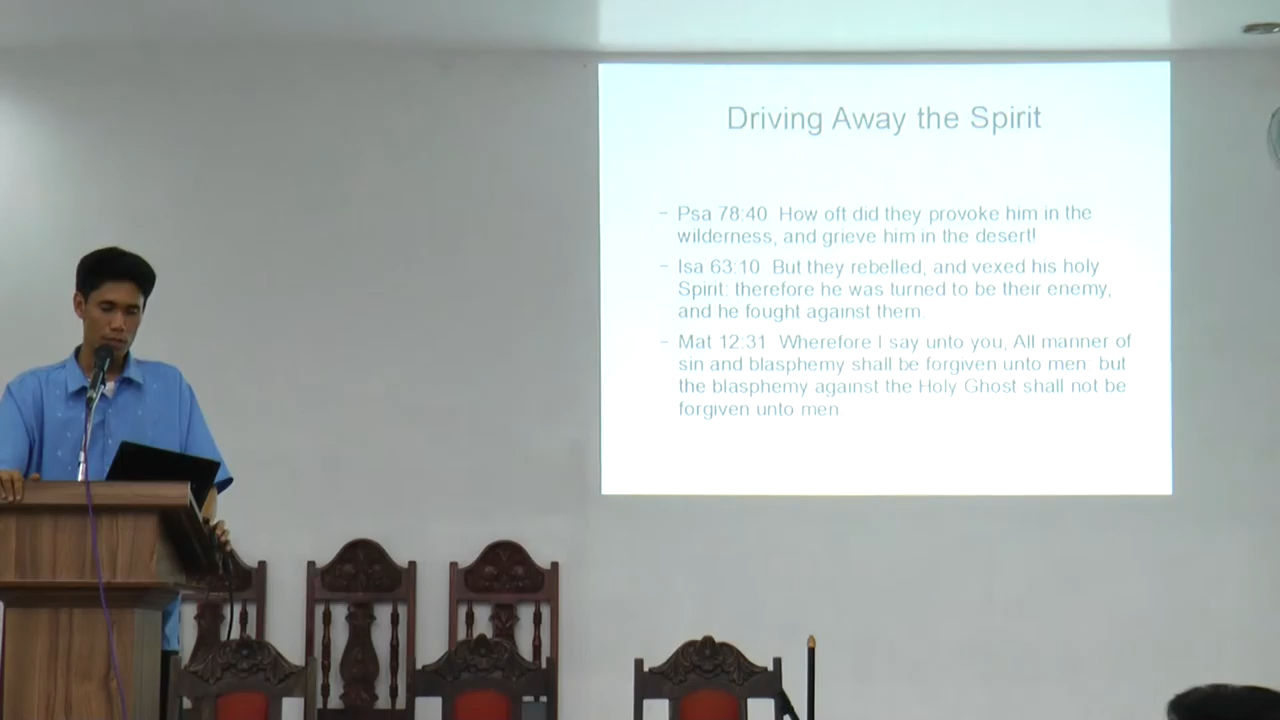 Driving Away the Spirit
– Psa 78:40 How oft did they provoke him in the
wilderness, and grieve him in the desert!
– Isa 63:10 But they rebelled, and vexed his holy
Spirit: therefore he was turned to be their enemy,
and he fought against them.
– Mat 12:31 Wherefore I say unto you, All manner of
sin and blasphemy shall be forgiven unto men: but
the blasphemy against the Holy Ghost shall not be
forgiven unto men